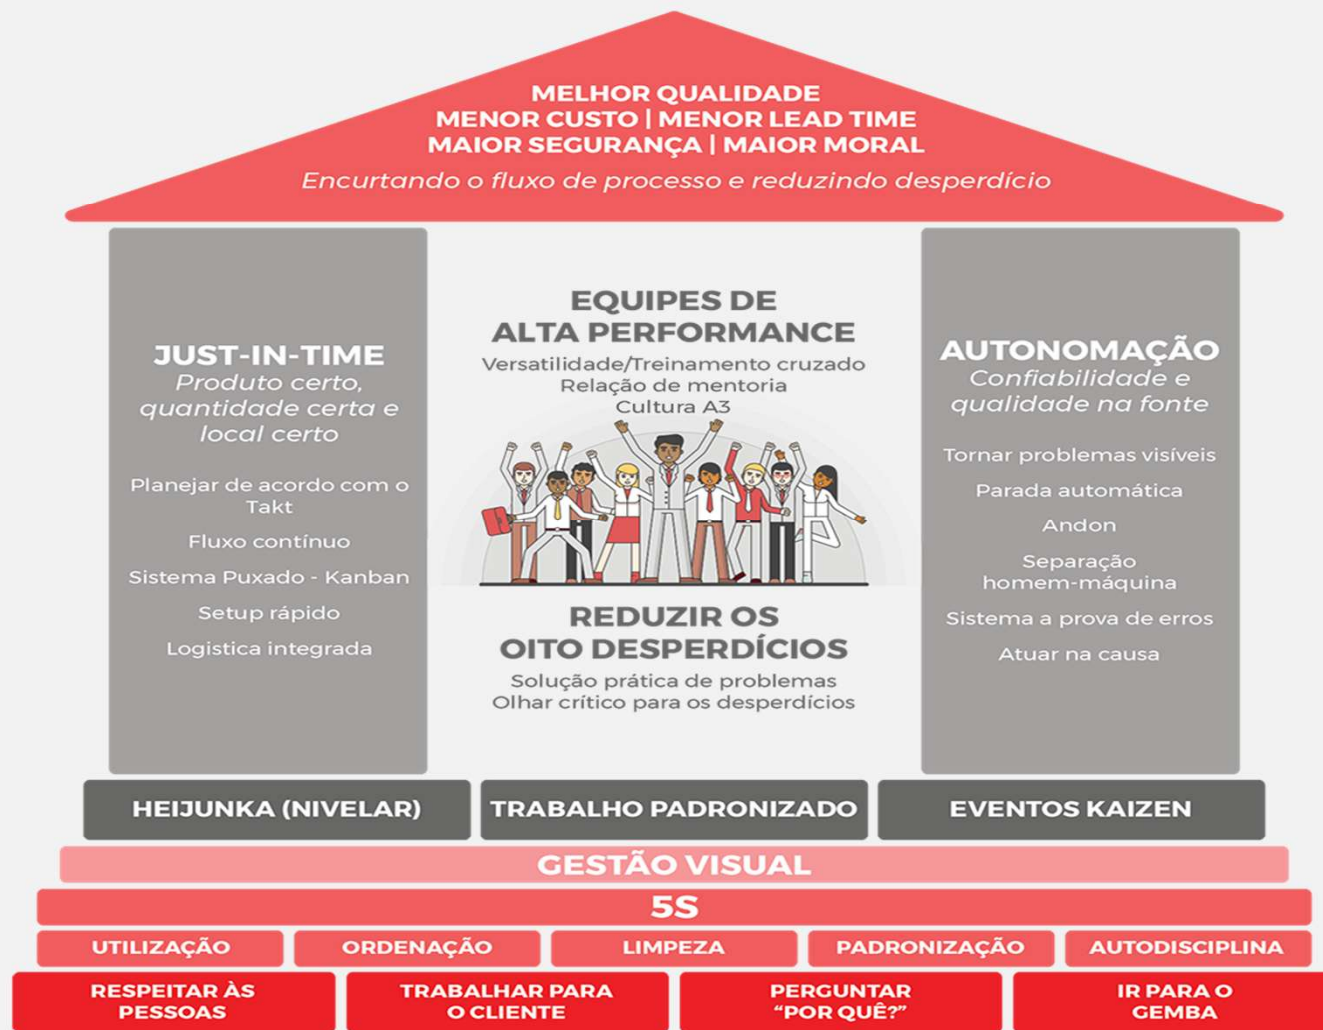 MELHOR QUALIDADE
MENOR CUSTO | MENOR LEAD TIME
MAIOR SEGURANÇA | MAIOR MORAL
Encurtando o fluxo de processo e reduzindo desperdício
JUST-IN-TIME
Produto certo,
quantidade certa e
local certo
Planejar de acordo com o
Takt
Fluxo contínuo
Sistema Puxado - Kanban
Setup rápido
Logistica integrada
EQUIPES DE
ALTA PERFORMANCE
Versatilidade/Treinamento cruzado
Relação de mentoria
Cultura A3
REDUZIR OS
OITO DESPERDÍCIOS
Solução prática de problemas
Olhar crítico para os desperdícios
AUTONOMAÇÃO
Confiabilidade e
qualidade na fonte
Tornar problemas visíveis
Parada automática
Andon
Separação
homem-máquina
Sistema a prova de erros
Atuar na causa
HEIJUNKA (NIVELAR)
TRABALHO PADRONIZADO
EVENTOS KAIZEN
GESTÃO VISUAL
5S
UTILIZAÇÃO
ORDENAÇÃO
LIMPEZA
PADRONIZAÇÃO
AUTODISCIPLINA
RESPEITAR ÀS
PESSOAS
TRABALHAR PARA
O CLIENTE
PERGUNTAR
“POR QUÊ?”
IR PARA O
GEMBA